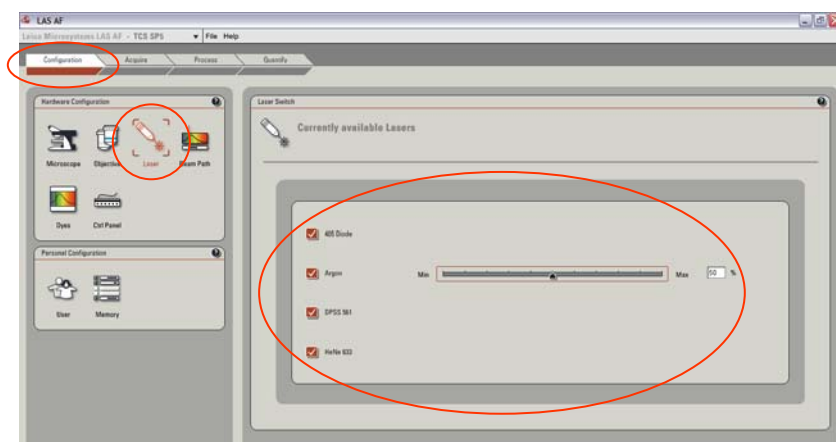 LAS AF
Leica Microsystems LAS AF - TCS SP5 File Help
Configuration Acquire Process Quantify
Hardware Configuration
Microscope Objective Laser Beam Path
Dyes Ctrl Panel
Personal Configuration
User Memory
Laser Switch
Currently available Lasers
405 Diode
Argon Min Max 50 %
DPSS 561
HeNe 633